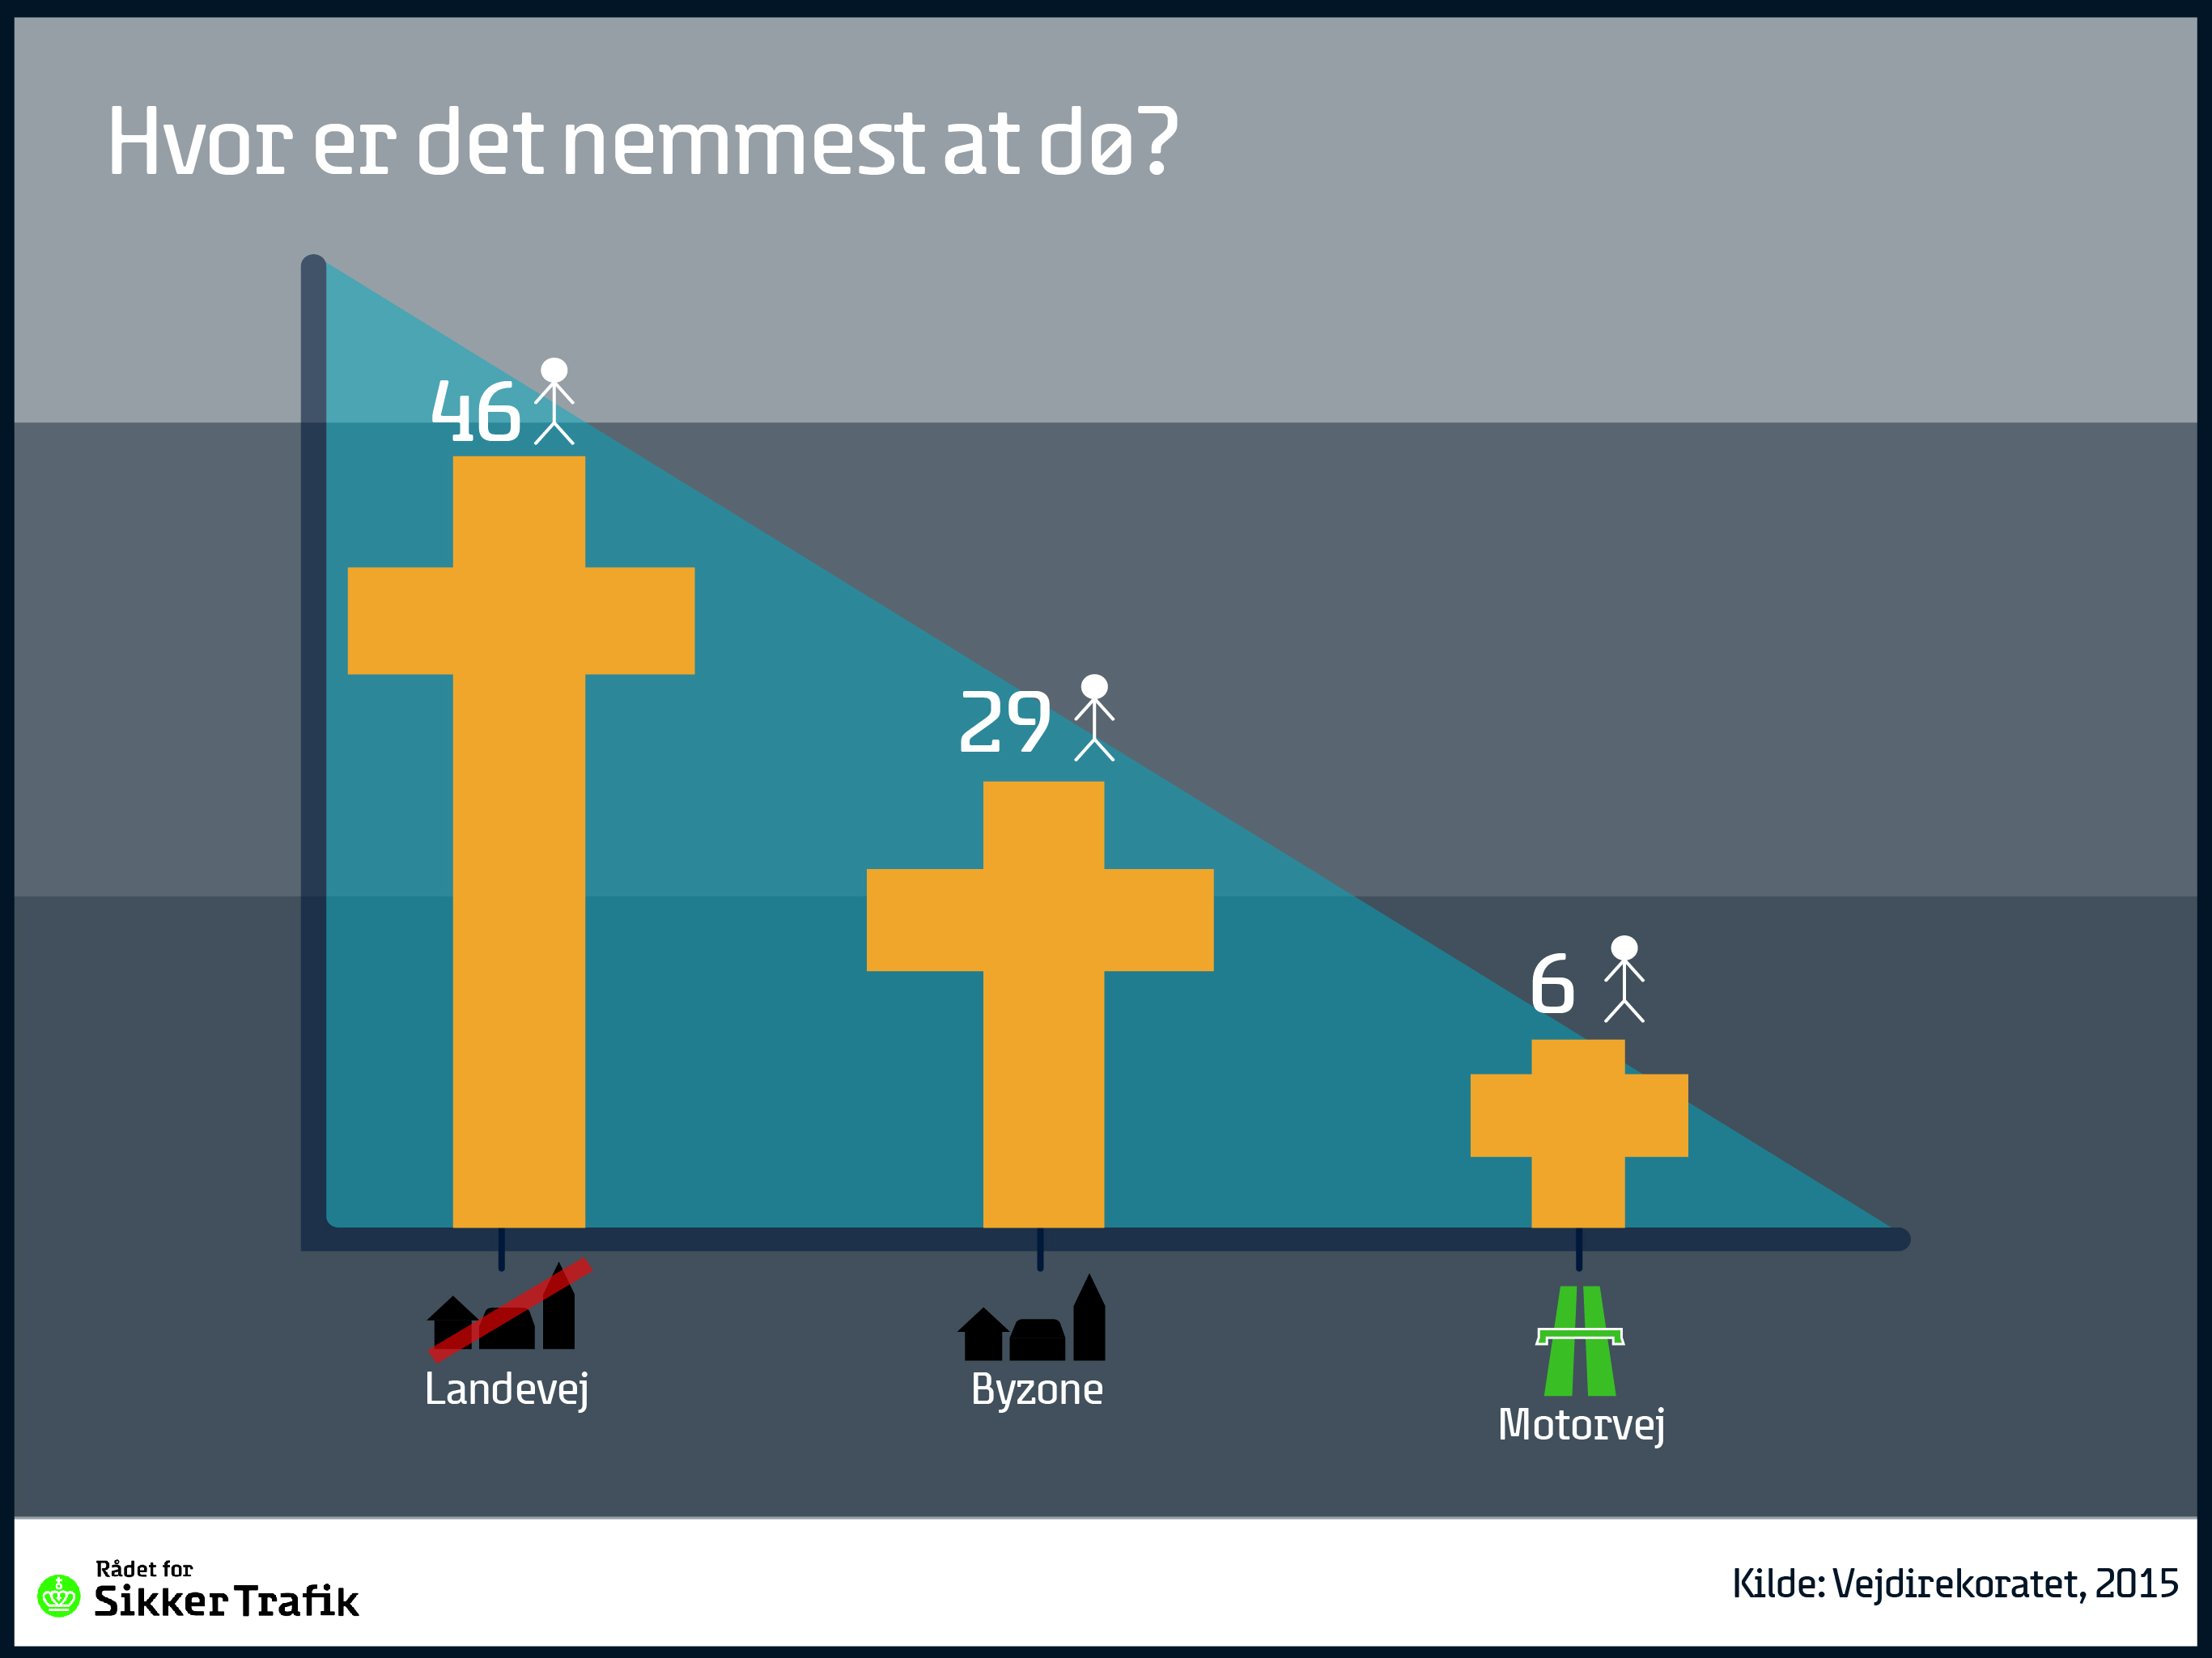 Hvor er det nemmest at dø?
46
29
6
Landevej
Byzone
Motorvej
Rådet for
Sikker Trafik
Kilde: Vejdirekoratet, 2015